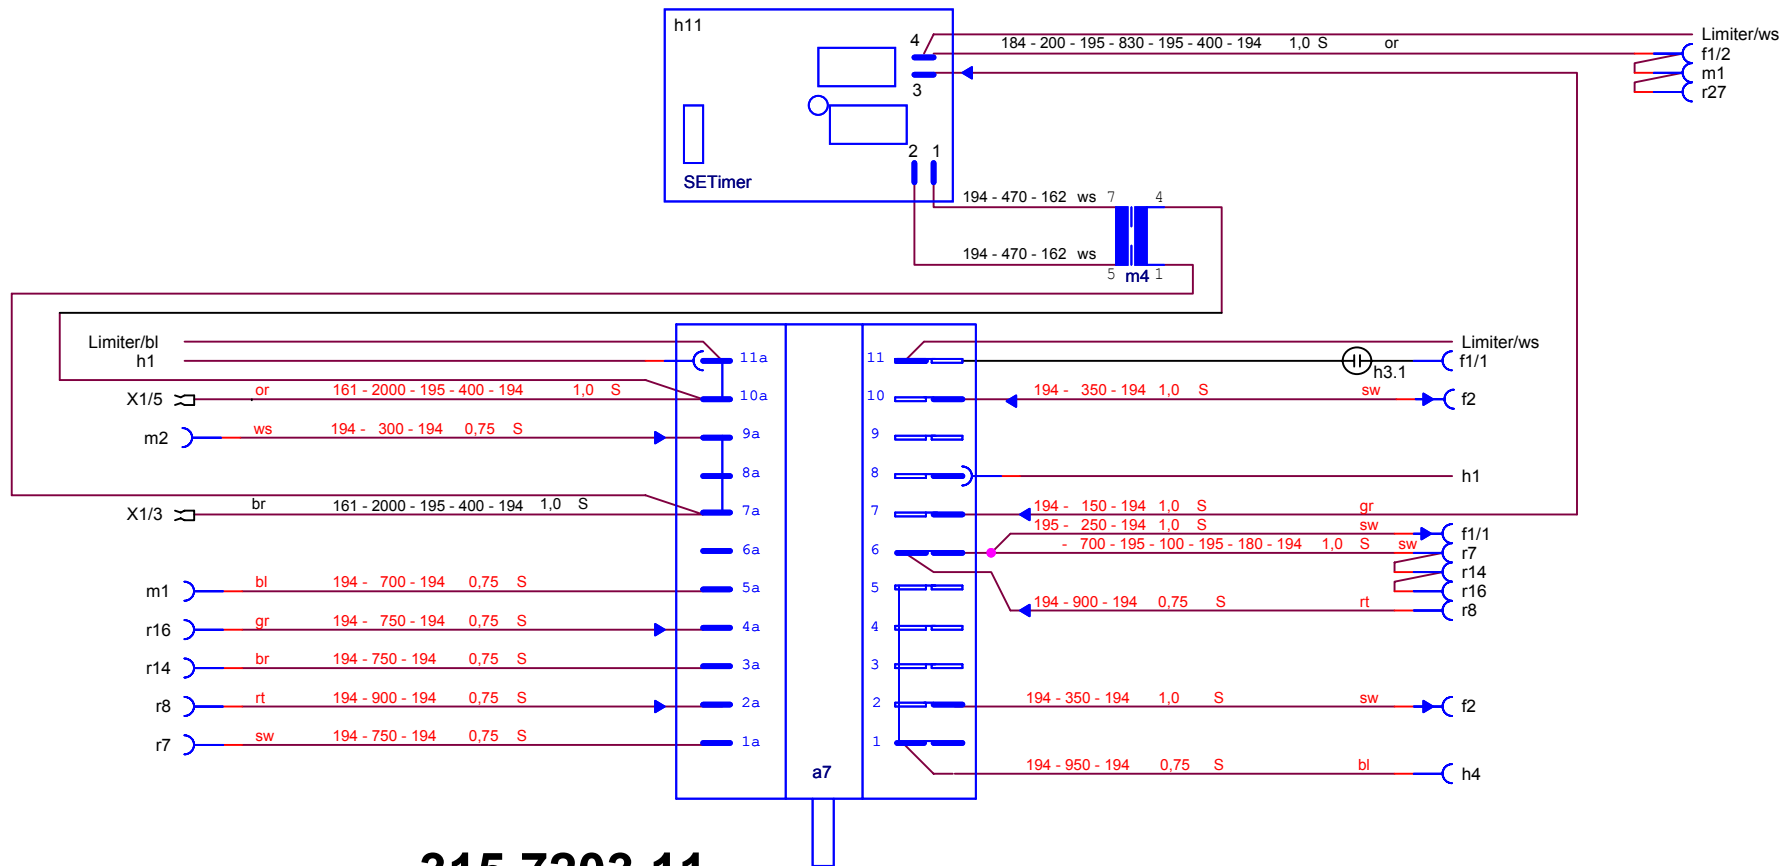 h11
4
184 - 200 - 195 - 830 - 195 - 400 - 194 1,0 S or
Limiter/ws
f1/2
m1
r27
3
2 1
SETimer
194 - 470 - 162 ws 7 4
194 - 470 - 162 ws
5 m4 1
Limiter/bl
h1
11a 11
Limiter/ws
f1/1
h3.1
X1/5 or 161 - 2000 - 195 - 400 - 194 1,0 S 10a 10 194 - 350 - 194 1,0 S sw f2
m2 ws 194 - 300 - 194 0,75 S 9a 9
8a 8 h1
X1/3 br 161 - 2000 - 195 - 400 - 194 1,0 S 7a 7 194 - 150 - 194 1,0 S gr
195 - 250 - 194 1,0 S sw f1/1
6a 6 - 700 - 195 - 100 - 195 - 180 - 194 1,0 S sw r7
r14
m1 bl 194 - 700 - 194 0,75 S 5a 5 r16
194 - 900 - 194 0,75 S rt r8
r16 gr 194 - 750 - 194 0,75 S 4a 4
r14 br 194 - 750 - 194 0,75 S 3a 3
r8 rt 194 - 900 - 194 0,75 S 2a 2 194 - 350 - 194 1,0 S sw f2
r7 sw 194 - 750 - 194 0,75 S 1a 1
a7 194 - 950 - 194 0,75 S bl h4
315.7203.11